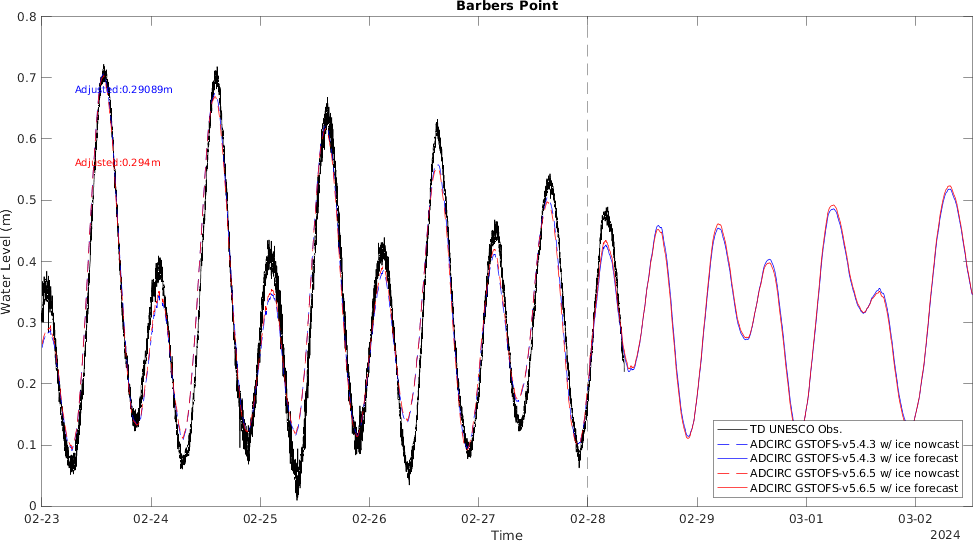 Barbers Point
0.8
0.7
0.6
0.5
0.4
0.3
0.2
0.1
0
Water Level (m)
Adjusted:0.29089m
Adjusted:0.294m
TD UNESCO Obs.
ADCIRC GSTOFS-v5.4.3 w/ ice nowcast
ADCIRC GSTOFS-v5.4.3 w/ ice forecast
ADCIRC GSTOFS-v5.6.5 w/ ice nowcast
ADCIRC GSTOFS-v5.6.5 w/ ice forecast
02-23 02-24 02-25 02-26 02-27 02-28 02-29 03-01 03-02
Time
2024